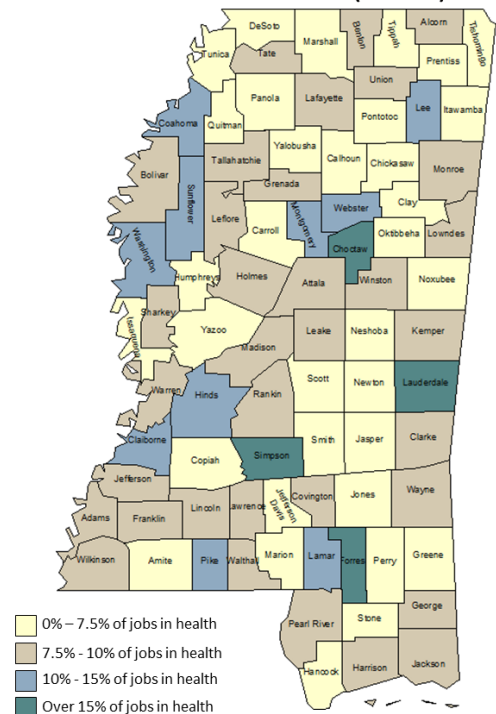 DeSoto
Marshall
Benton
Tippah
Alcorn
Tishomingo
Tunica
Tate
Prentiss
Union
Panola
Lafayette
Lee
Itawamba
Pontotoc
Coahoma
Quitman
Yalobusha
Calhoun
Chickasaw
Tallahatchie
Monroe
Bolivar
Sunflower
Grenada
Leflore
Carroll
Montgomery
Webster
Clay
Oktibbeha
Lowndes
Choctaw
Washington
Humphreys
Holmes
Attala
Winston
Noxubee
Sharkey
Issaquena
Yazoo
Leake
Neshoba
Kemper
Madison
Warren
Hinds
Rankin
Scott
Newton
Lauderdale
Claiborne
Copiah
Simpson
Smith
Jasper
Clarke
Jefferson
Adams
Franklin
Lincoln
Lawrence
Jefferson
Davis
Covington
Jones
Wayne
Wilkinson
Amite
Pike
Walthall
Marion
Lamar
Forres
Perry
Greene
Pearl River
Stone
George
Hancock
Harrison
Jackson
0% – 7.5% of jobs in health
7.5% - 10% of jobs in health
10% - 15% of jobs in health
Over 15% of jobs in health